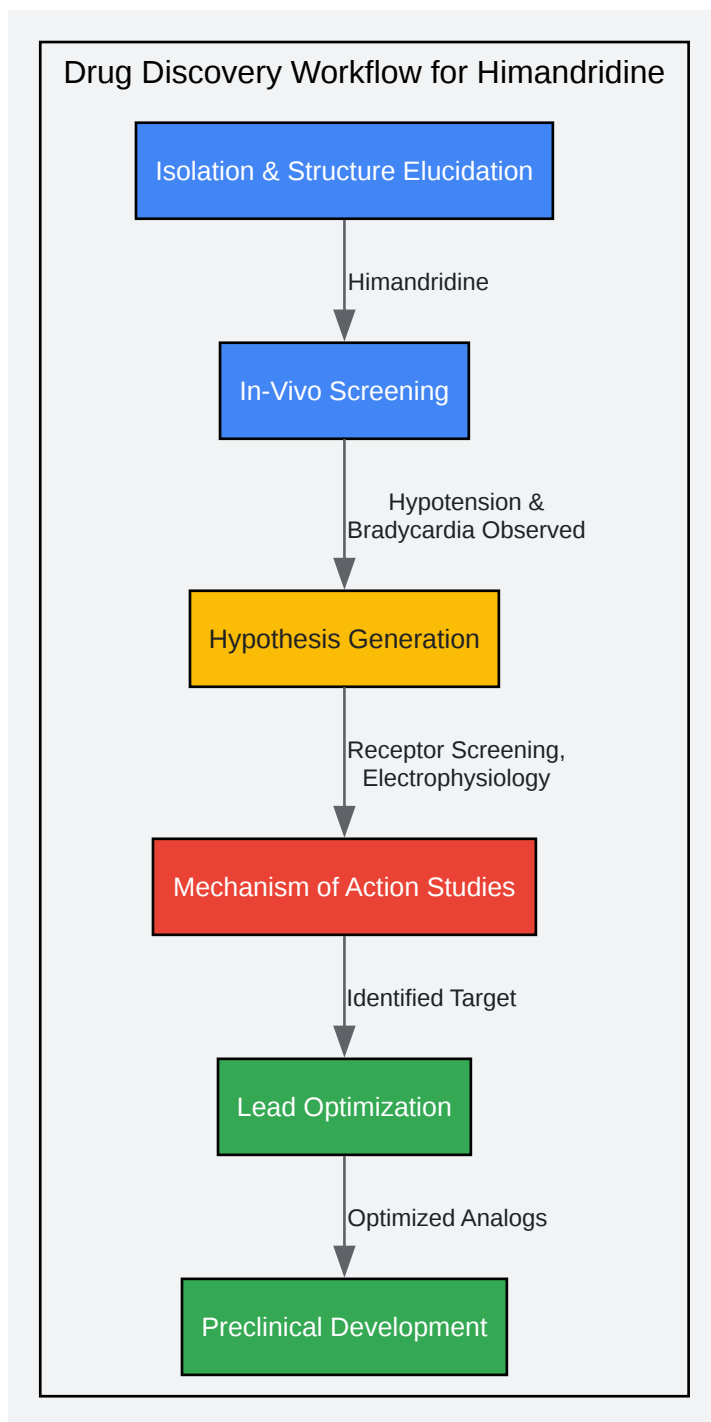 Drug Discovery Workflow for Himandridine
Isolation & Structure Elucidation
Himandridine
In-Vivo Screening
Hypotension &
Bradycardia Observed
Hypothesis Generation
Receptor Screening,
Electrophysiology
Mechanism of Action Studies
Identified Target
Lead Optimization
Optimized Analogs
Preclinical Development